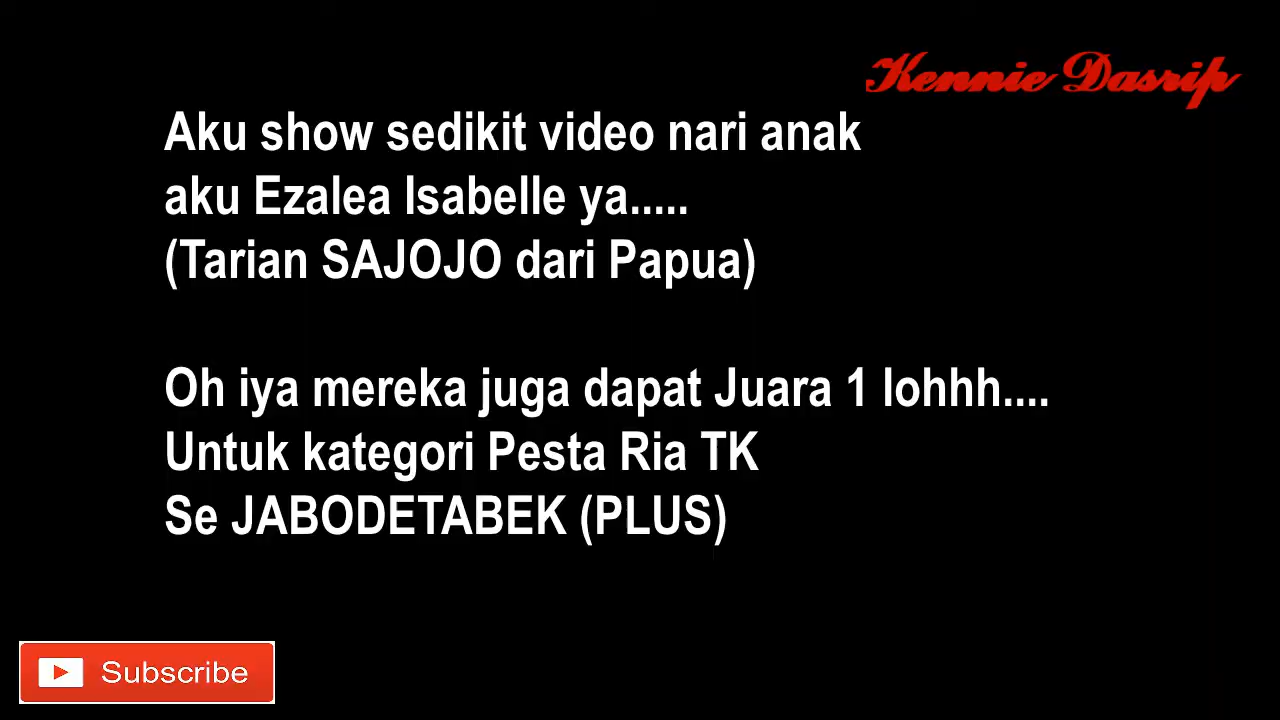 Kennie Dasrip
Aku show sedikit video nari anak
aku Ezalea Isabelle ya.....
(Tarian SAJOJO dari Papua)
Oh iya mereka juga dapat Juara 1 lohhh....
Untuk kategori Pesta Ria TK
Se JABODETABEK (PLUS)
Subscribe